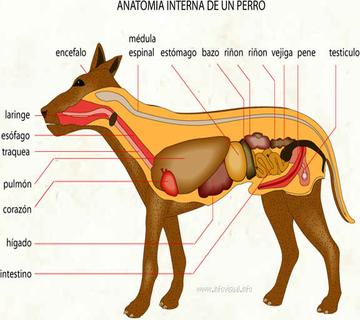 ANATOMIA INTERNA DE UN PERRO
encefalo
médula
espinal
estómago
bazo
riñon
riñon
vejiga
pene
testiculo
laringe
esófago
traquea
pulmón
corazón
hígado
intestino
www.infovisual.info